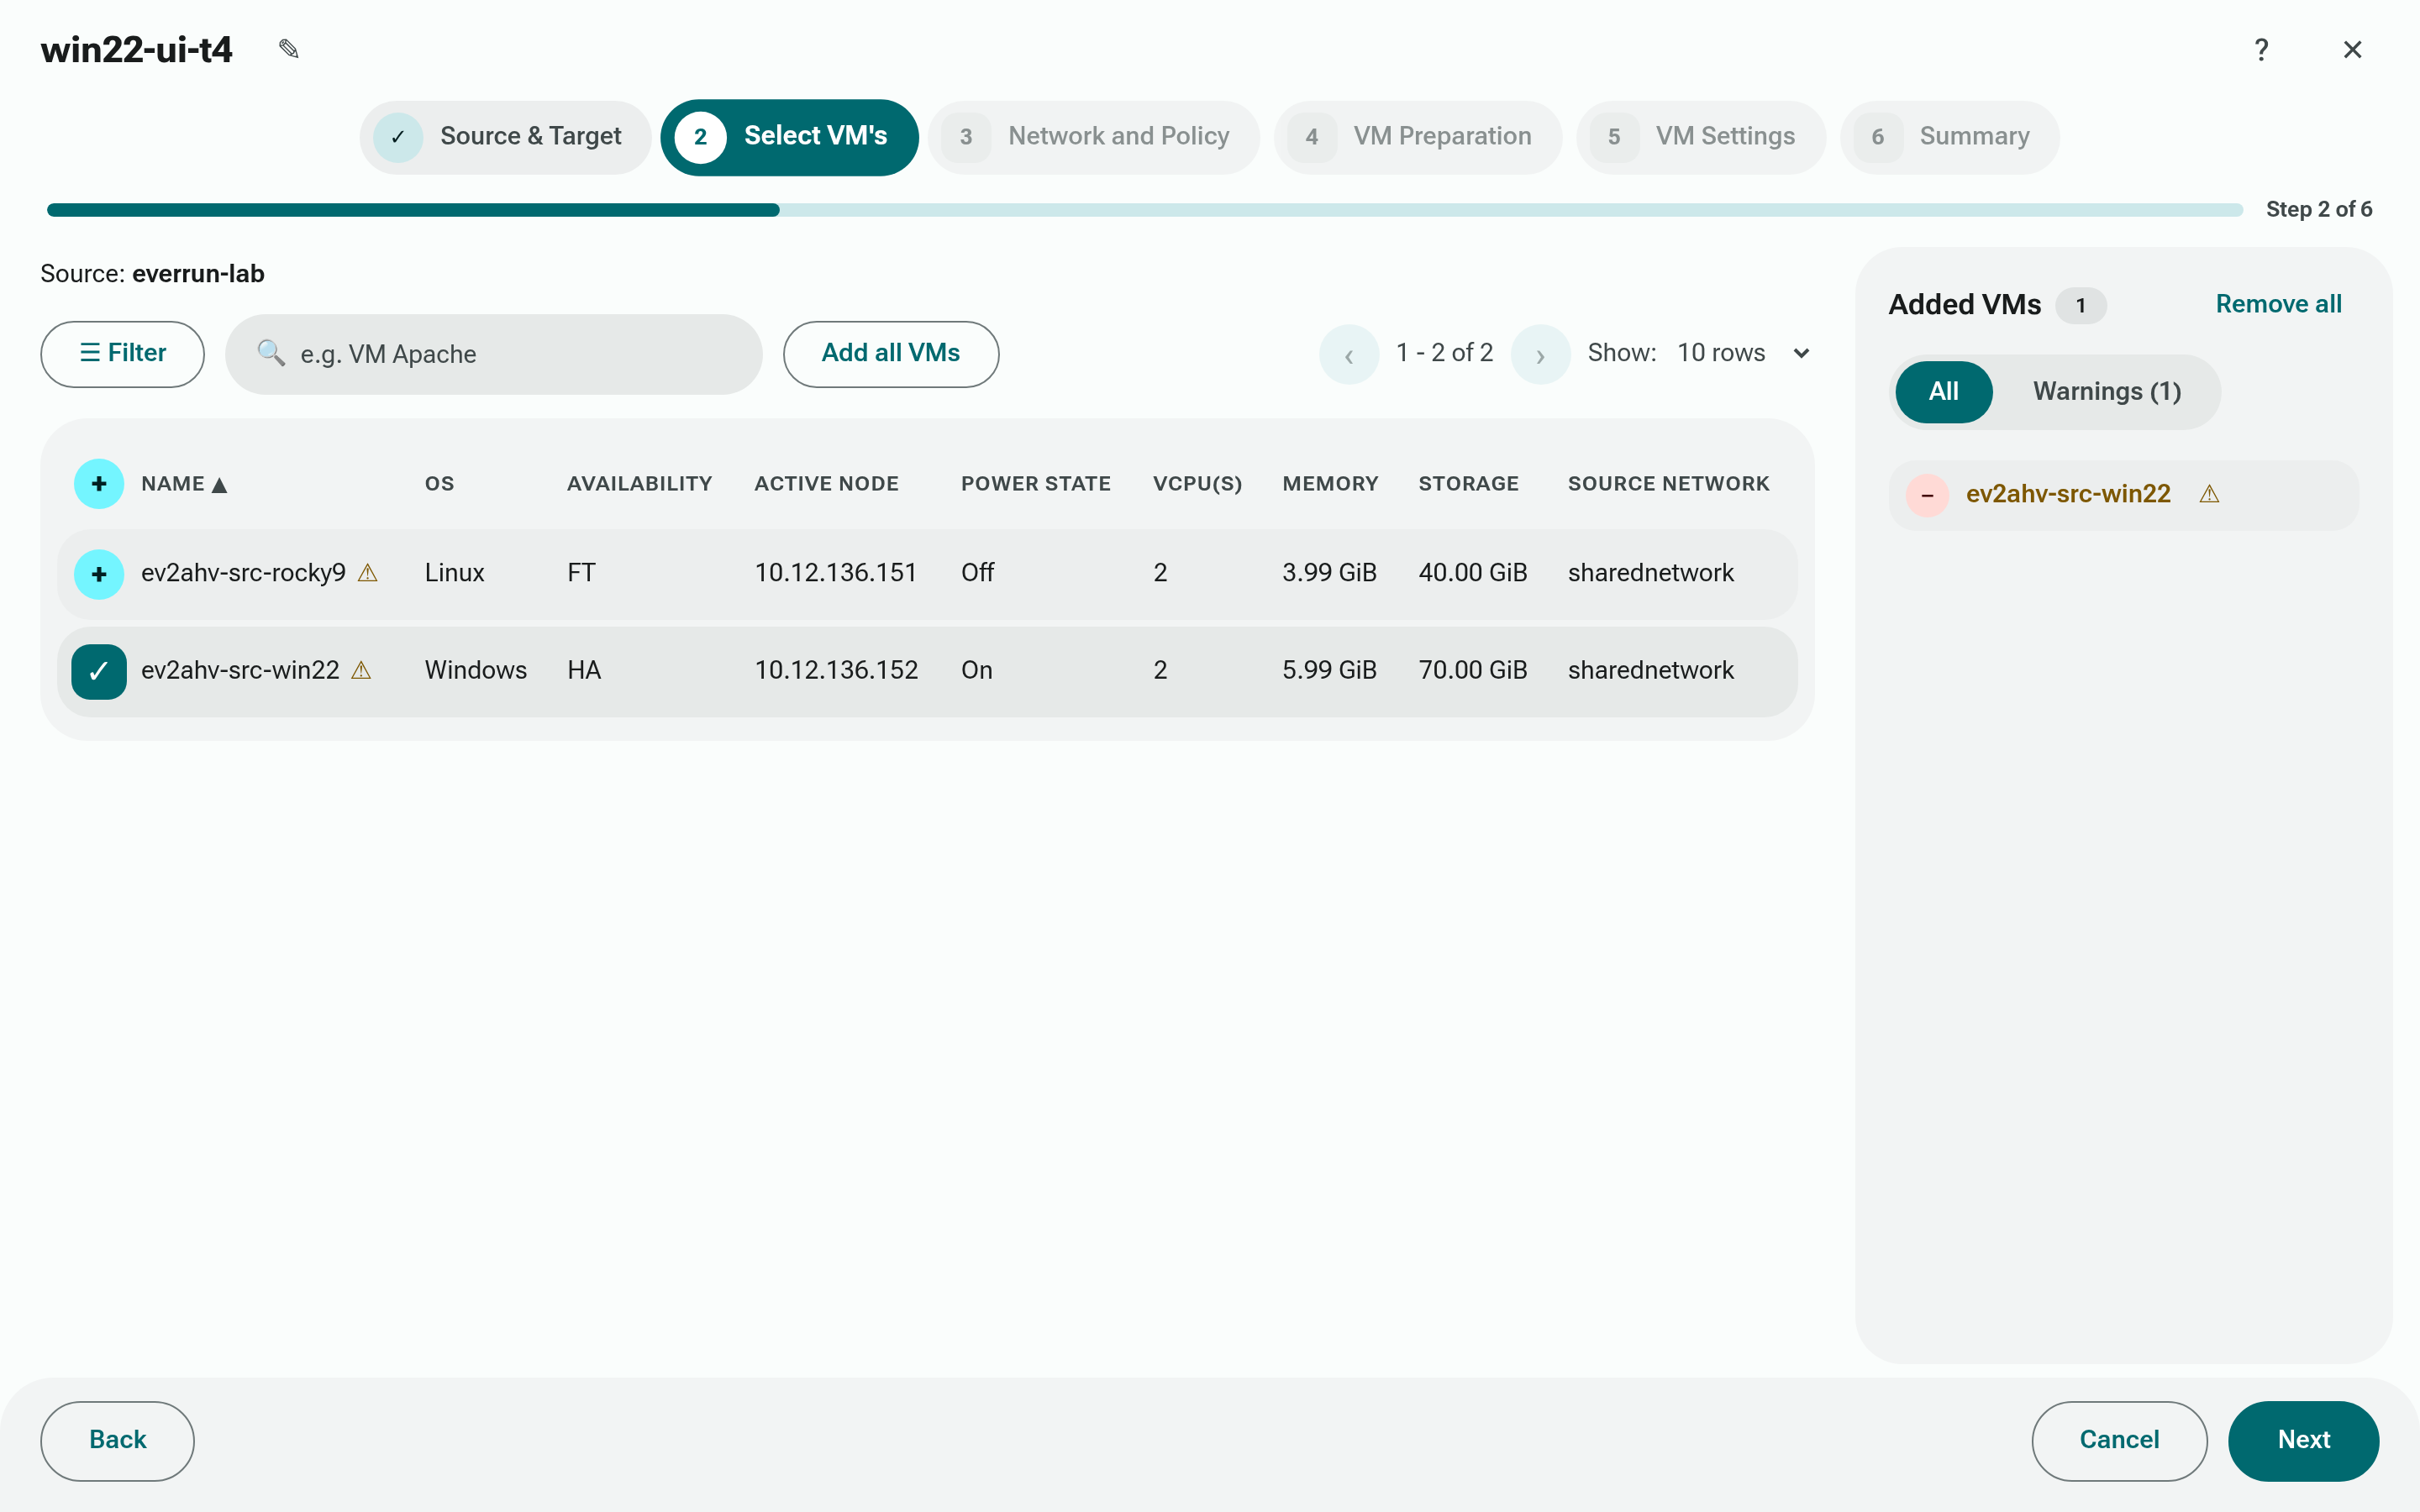 win22-ui-t4 ✎ ? ✕
✓ Source & Target 2 Select VM's 3 Network and Policy 4 VM Preparation 5 VM Settings 6 Summary
Step 2 of 6
Source: everrun-lab
☰ Filter 🔍 e.g. VM Apache Add all VMs ‹ 1 - 2 of 2 › Show: 10 rows
+ NAME ▲ OS AVAILABILITY ACTIVE NODE POWER STATE VCPU(S) MEMORY STORAGE SOURCE NETWORK
+ ev2ahv-src-rocky9 ⚠ Linux FT 10.12.136.151 Off 2 3.99 GiB 40.00 GiB sharednetwork
✓ ev2ahv-src-win22 ⚠ Windows HA 10.12.136.152 On 2 5.99 GiB 70.00 GiB sharednetwork
Added VMs 1 Remove all
All Warnings (1)
− ev2ahv-src-win22 ⚠
Back Cancel Next